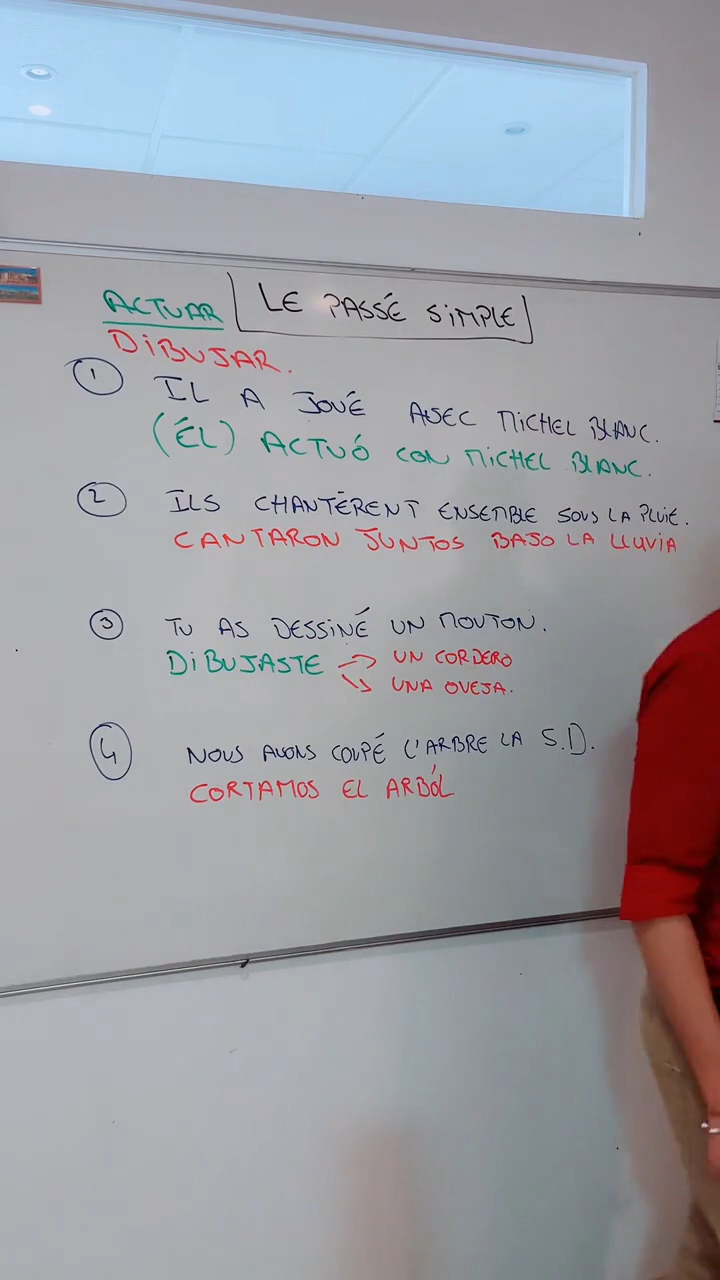 ACTUAR LE PASSÉ SIMPLE
DIBUJAR.
1 IL A JOUÉ AVEC MICHEL BLANC.
(ÉL) ACTUÓ CON MICHEL BLANC.
2 ILS CHANTÈRENT ENSEMBLE SOUS LA PLUIE.
CANTARON JUNTOS BAJO LA LLUVIA
3 TU AS DESSINÉ UN MOUTON.
DIBUJASTE → UN CORDERO
→ UNA OVEJA.
4 NOUS AVONS COUPÉ L'ARBRE LA S.D.
CORTAMOS EL ARBÓL